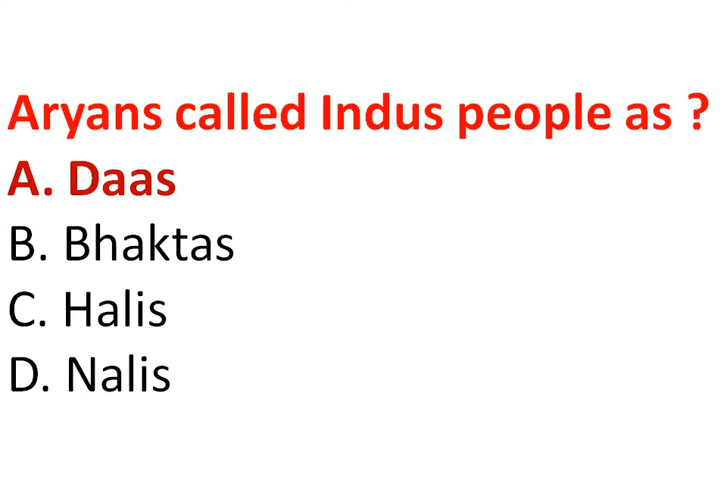 Aryans called Indus people as ?
A. Daas
B. Bhaktas
C. Halis
D. Nalis